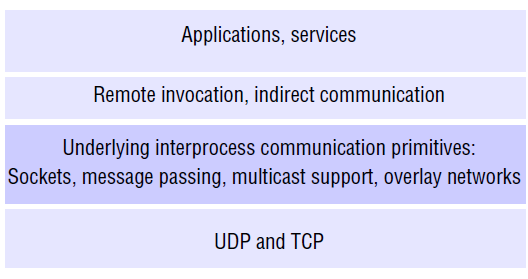 Applications, services
Remote invocation, indirect communication
Underlying interprocess communication primitives:
Sockets, message passing, multicast support, overlay networks
UDP and TCP